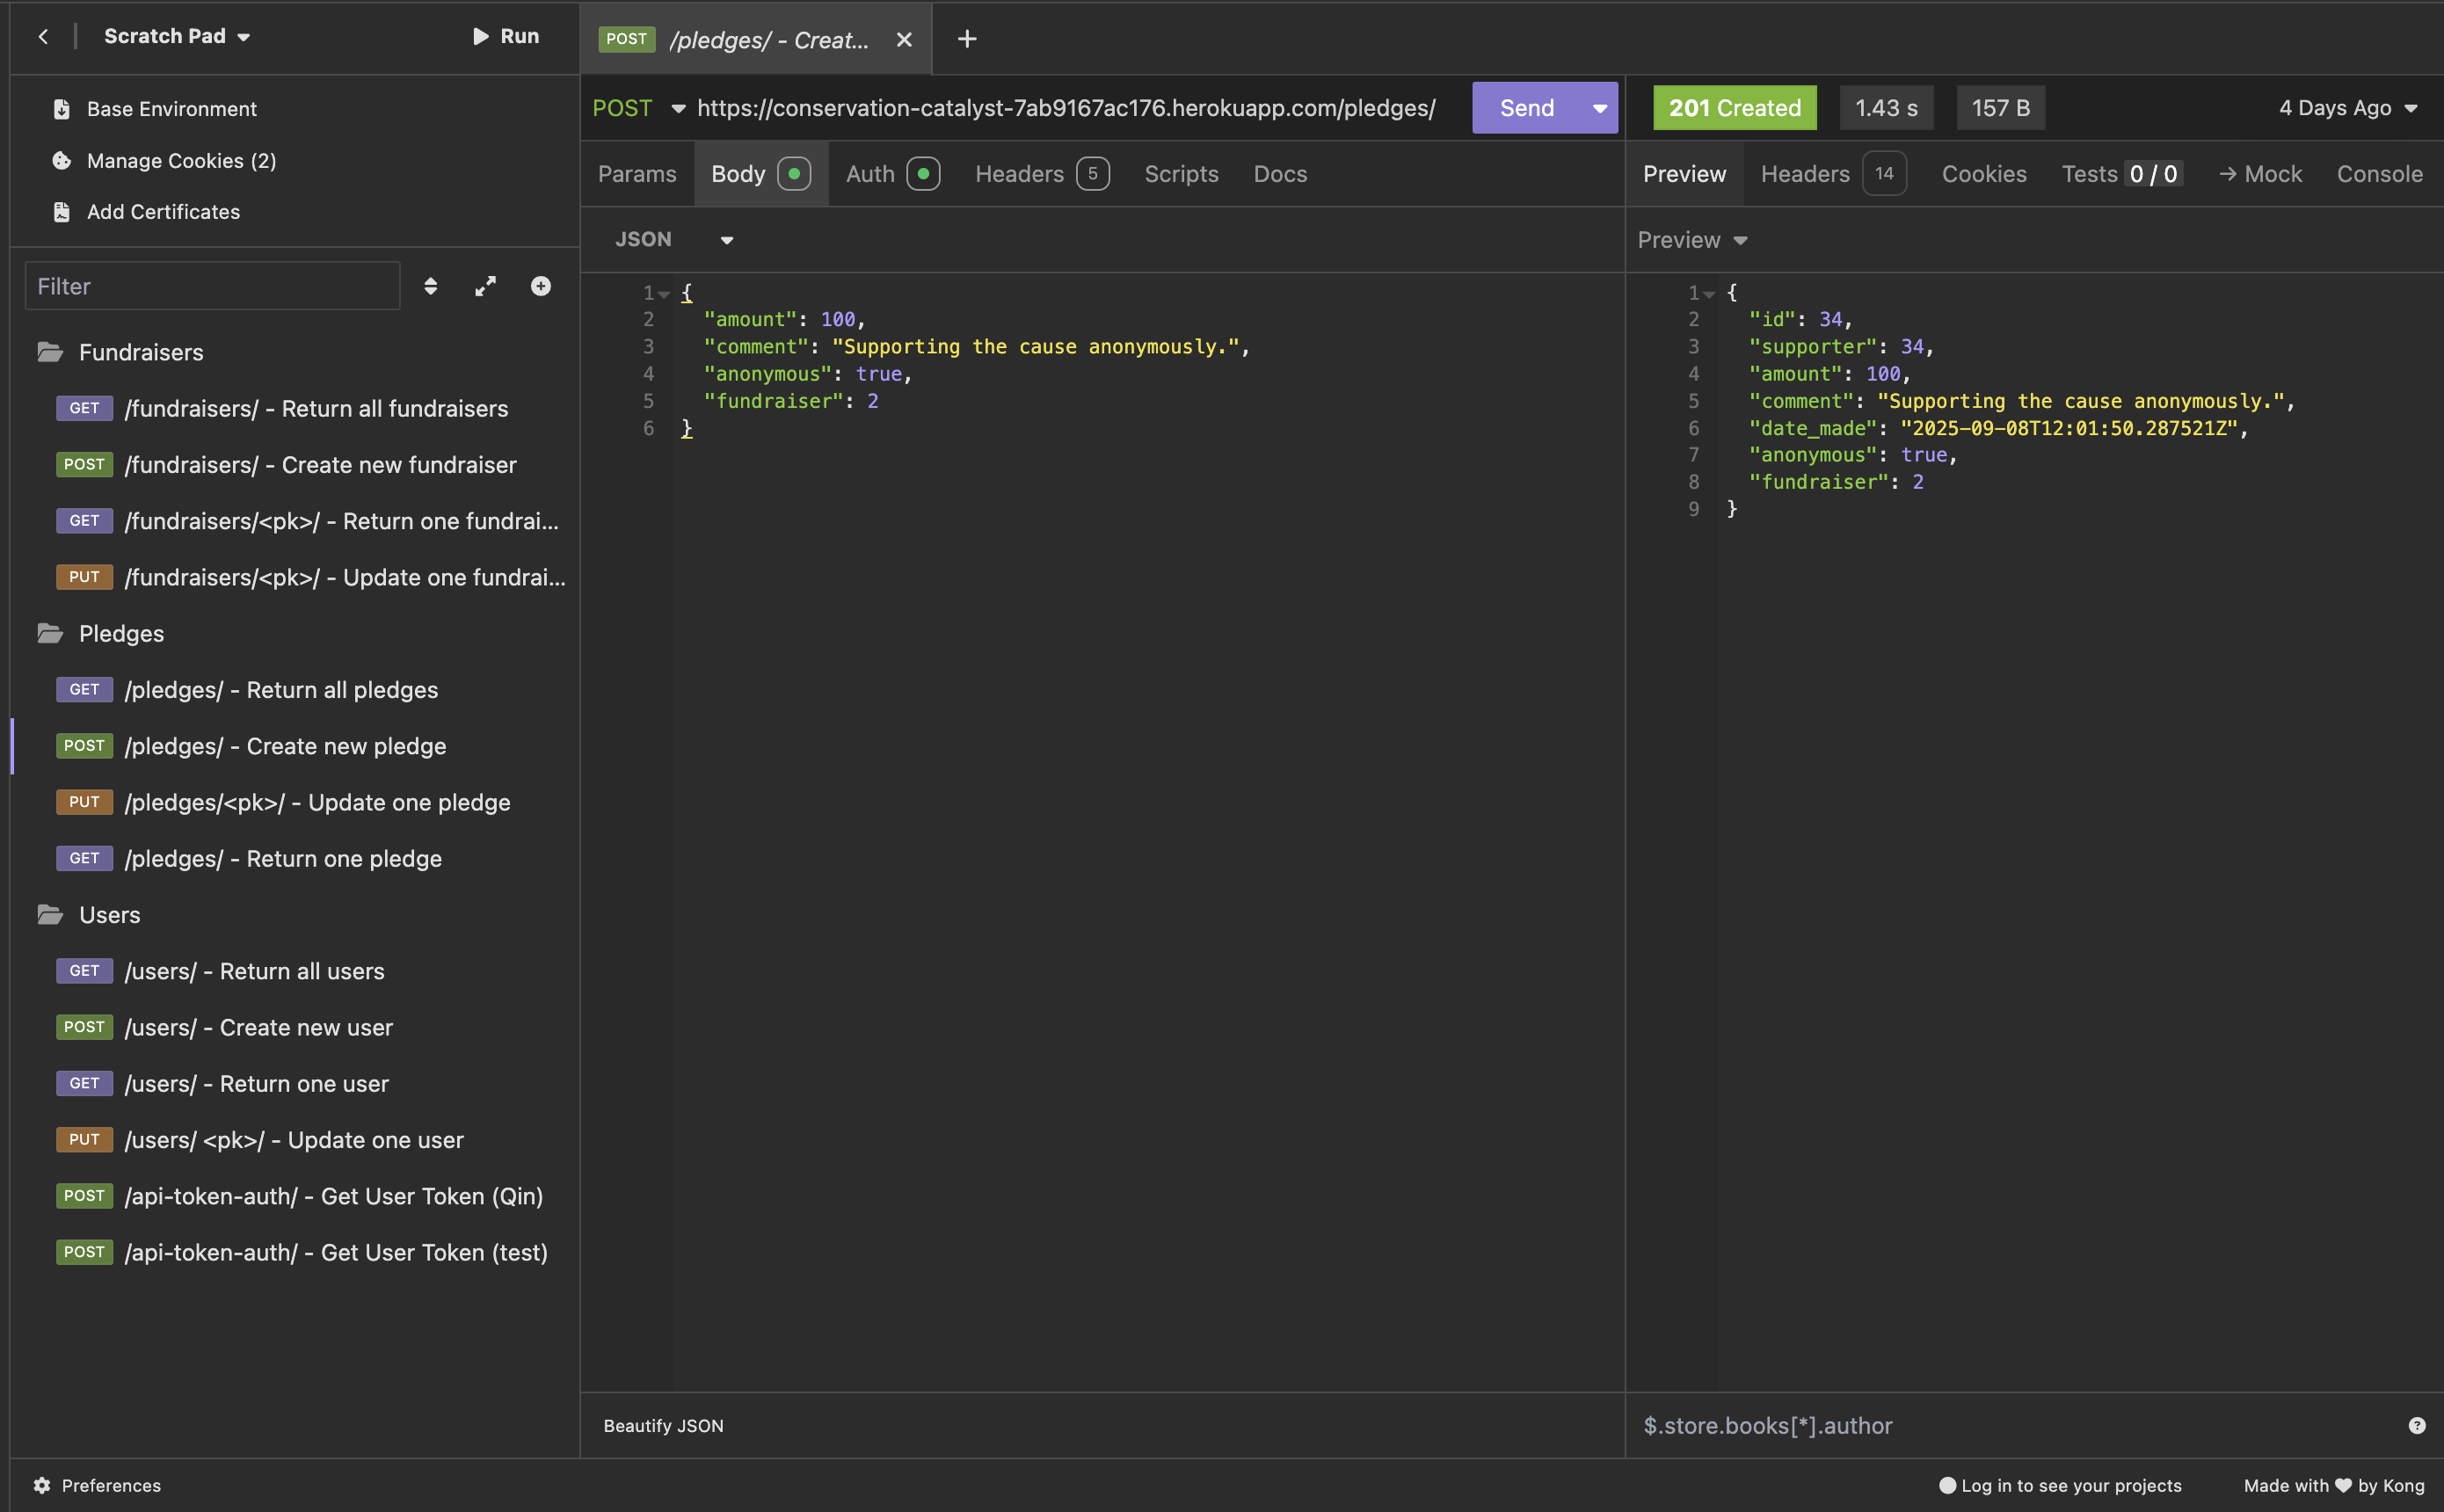 Scratch Pad
Run
Base Environment
Manage Cookies (2)
Add Certificates
Filter
Fundraisers
GET /fundraisers/ - Return all fundraisers
POST /fundraisers/ - Create new fundraiser
GET /fundraisers/<pk>/ - Return one fundrai...
PUT /fundraisers/<pk>/ - Update one fundrai...
Pledges
GET /pledges/ - Return all pledges
POST /pledges/ - Create new pledge
PUT /pledges/<pk>/ - Update one pledge
GET /pledges/ - Return one pledge
Users
GET /users/ - Return all users
POST /users/ - Create new user
GET /users/ - Return one user
PUT /users/ <pk>/ - Update one user
POST /api-token-auth/ - Get User Token (Qin)
POST /api-token-auth/ - Get User Token (test)
Preferences
POST /pledges/ - Creat...
POST https://conservation-catalyst-7ab9167ac176.herokuapp.com/pledges/ Send
Params Body Auth Headers 5 Scripts Docs
JSON
1 {
2 "amount": 100,
3 "comment": "Supporting the cause anonymously.",
4 "anonymous": true,
5 "fundraiser": 2
6 }
Beautify JSON
201 Created 1.43 s 157 B 4 Days Ago
Preview Headers 14 Cookies Tests 0 / 0 → Mock Console
Preview
1 {
2 "id": 34,
3 "supporter": 34,
4 "amount": 100,
5 "comment": "Supporting the cause anonymously.",
6 "date_made": "2025-09-08T12:01:50.287521Z",
7 "anonymous": true,
8 "fundraiser": 2
9 }
$.store.books[*].author
Log in to see your projects
Made with ♥ by Kong